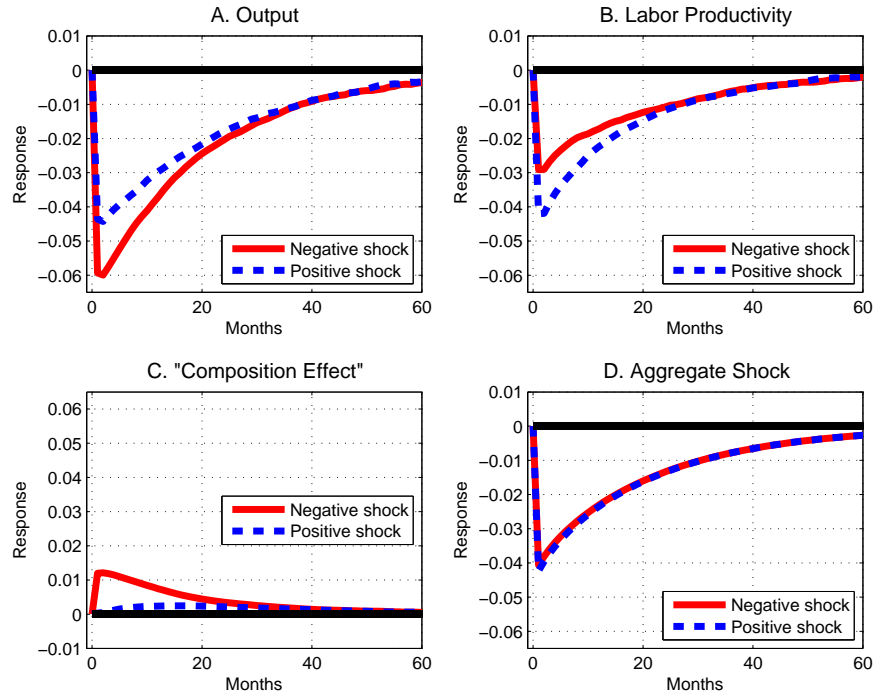 A. Output
0.01
0
−0.01
−0.02
−0.03
−0.04
−0.05
−0.06
Response
0
20
40
60
Months
Negative shock
Positive shock
B. Labor Productivity
0.01
0
−0.01
−0.02
−0.03
−0.04
−0.05
−0.06
Response
0
20
40
60
Months
Negative shock
Positive shock
C. "Composition Effect"
0.06
0.05
0.04
0.03
0.02
0.01
0
−0.01
Response
0
20
40
60
Months
Negative shock
Positive shock
D. Aggregate Shock
0.01
0
−0.01
−0.02
−0.03
−0.04
−0.05
−0.06
Response
0
20
40
60
Months
Negative shock
Positive shock